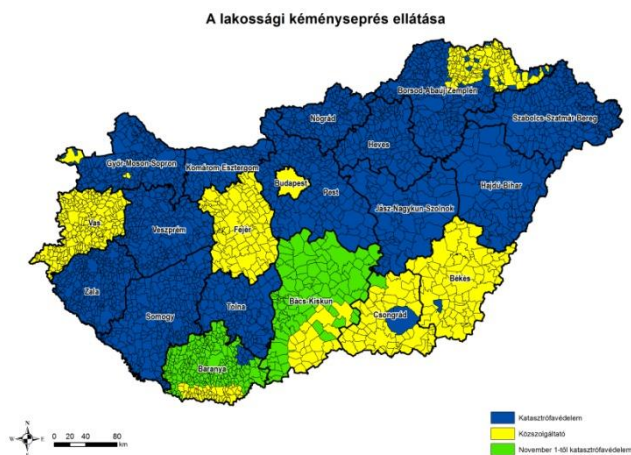 A lakossági kéményseprés ellátása
Borsod-Abaúj-Zemplén
Szabolcs-Szatmár-Bereg
Nógrád
Heves
Győr-Moson-Sopron
Komárom-Esztergom
Budapest
Pest
Hajdú-Bihar
Jász-Nagykun-Szolnok
Vas
Veszprém
Fejér
Békés
Zala
Somogy
Tolna
Bács-Kiskun
Csongrád
Baranya
N
W E
S
0 20 40 80
km
Katasztrófavédelem
Közszolgáltató
November 1-től katasztrófavédelem